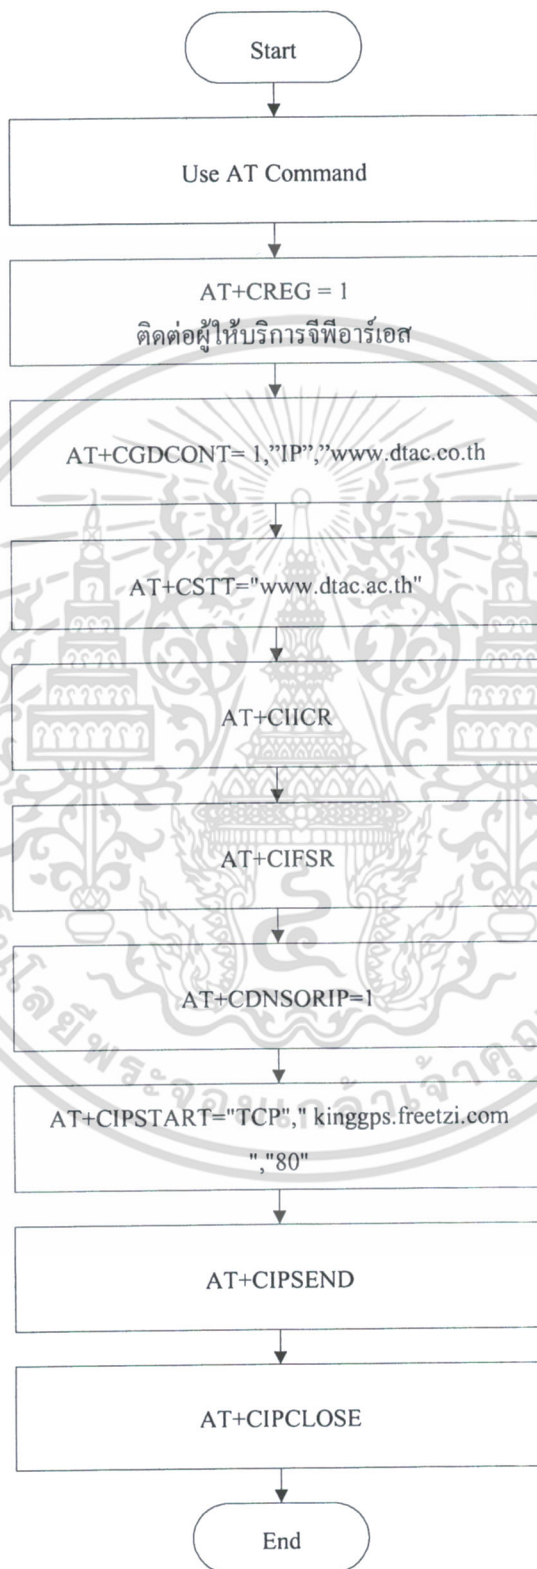 Start
Use AT Command
AT+CREG = 1
ติดต่อผู้ให้บริการจีพีอาร์เอส
AT+CGDCONT= 1,”IP”,”www.dtac.co.th
AT+CSTT="www.dtac.ac.th"
AT+CIICR
AT+CIFSR
AT+CDNSORIP=1
AT+CIPSTART="TCP"," kinggps.freetzi.com
","80"
AT+CIPSEND
AT+CIPCLOSE
End